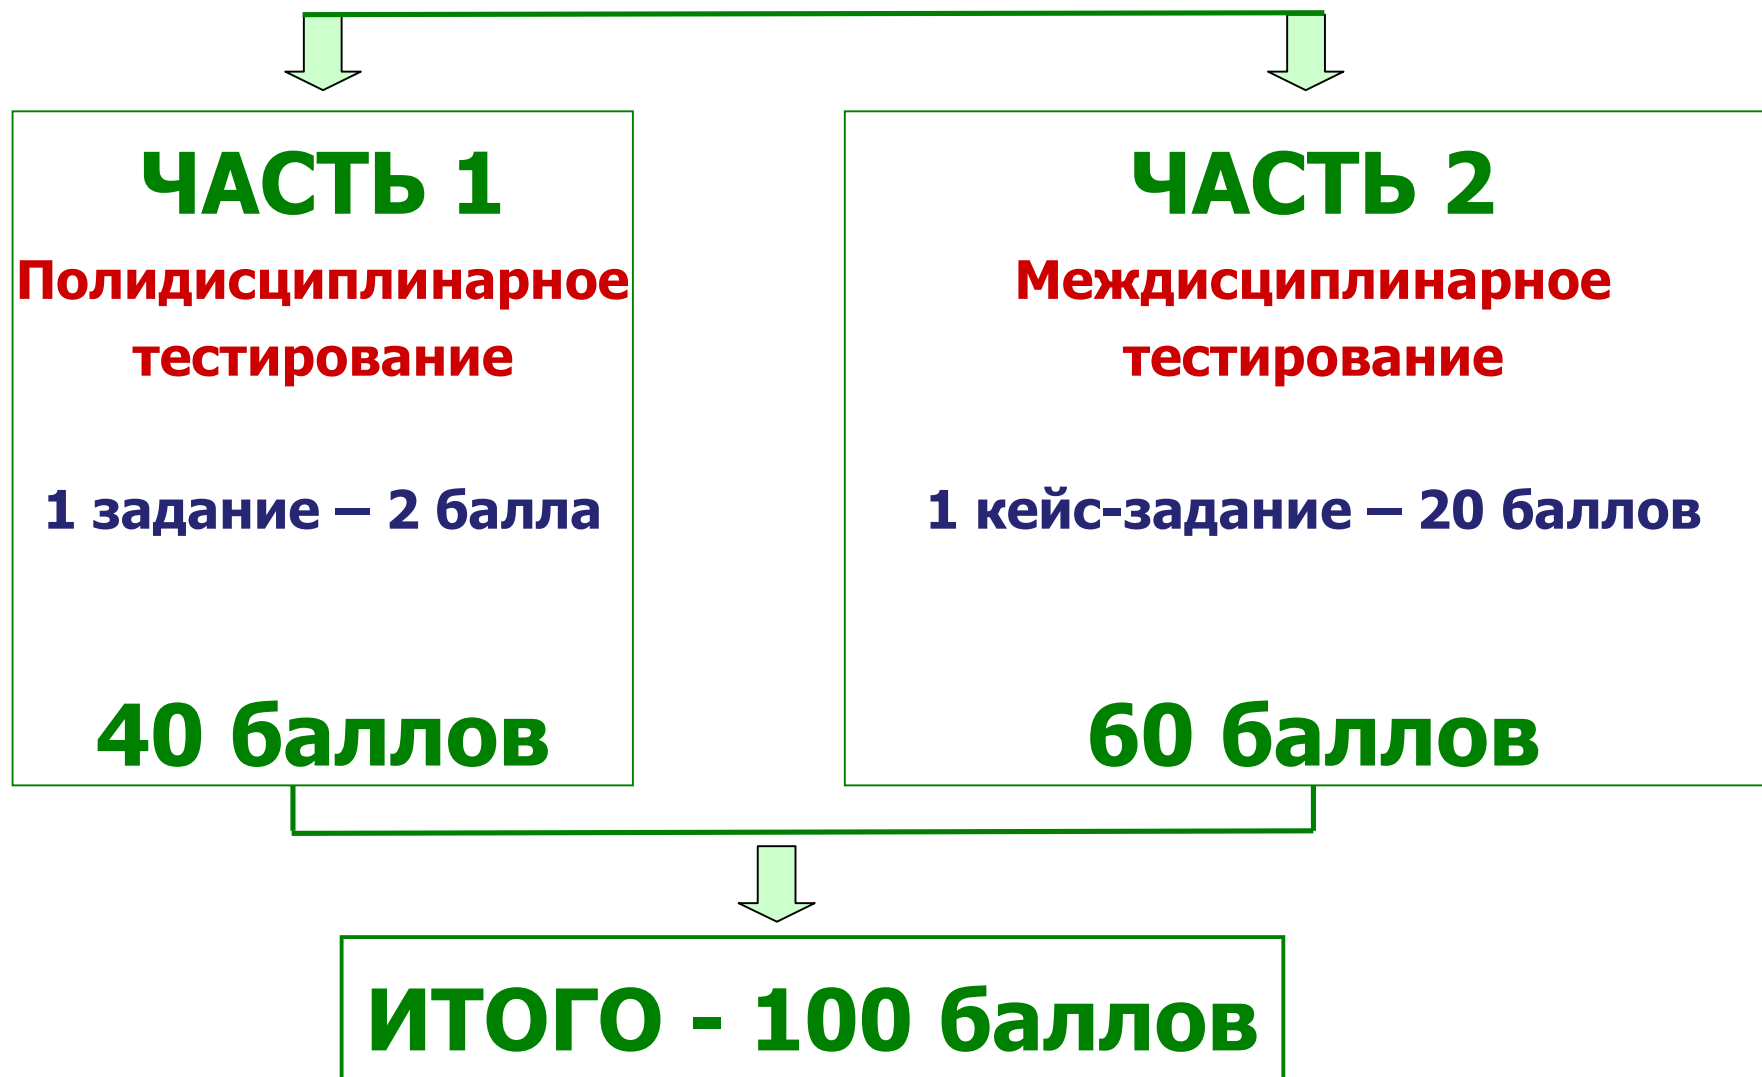 ЧАСТЬ 1
Полидисциплинарное
тестирование
1 задание – 2 балла
40 баллов
ЧАСТЬ 2
Междисциплинарное
тестирование
1 кейс-задание – 20 баллов
60 баллов
ИТОГО - 100 баллов